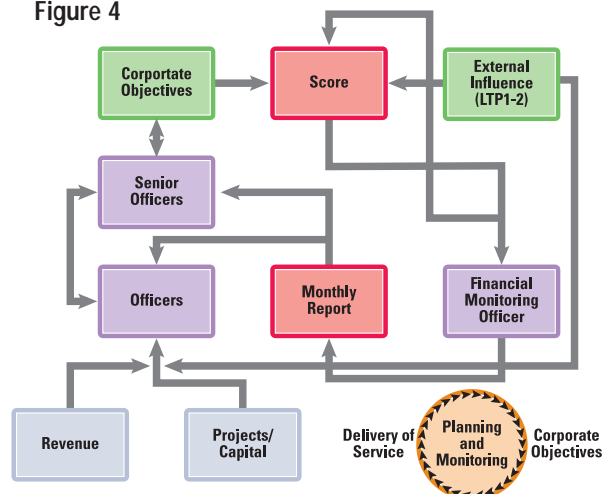 Figure 4
Corportate
Objectives
Score
External
Influence
(LTP1-2)
Senior
Officers
Officers
Monthly
Report
Financial
Monitoring
Officer
Revenue
Projects/
Capital
Delivery of
Service
Planning
and
Monitoring
Corporate
Objectives